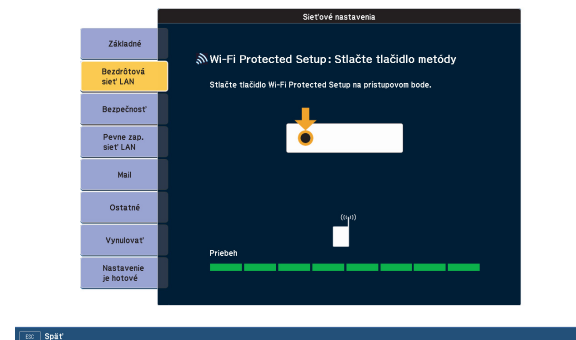 Sieťové nastavenia
Základné
Bezdrôtová
sieť LAN
Bezpečnosť
Pevne zap.
sieť LAN
Mail
Ostatné
Vynulovať
Nastavenie
je hotové
Wi-Fi Protected Setup: Stlačte tlačidlo metódy
Stlačte tlačidlo Wi-Fi Protected Setup na prístupovom bode.
Priebeh
ESC Späť